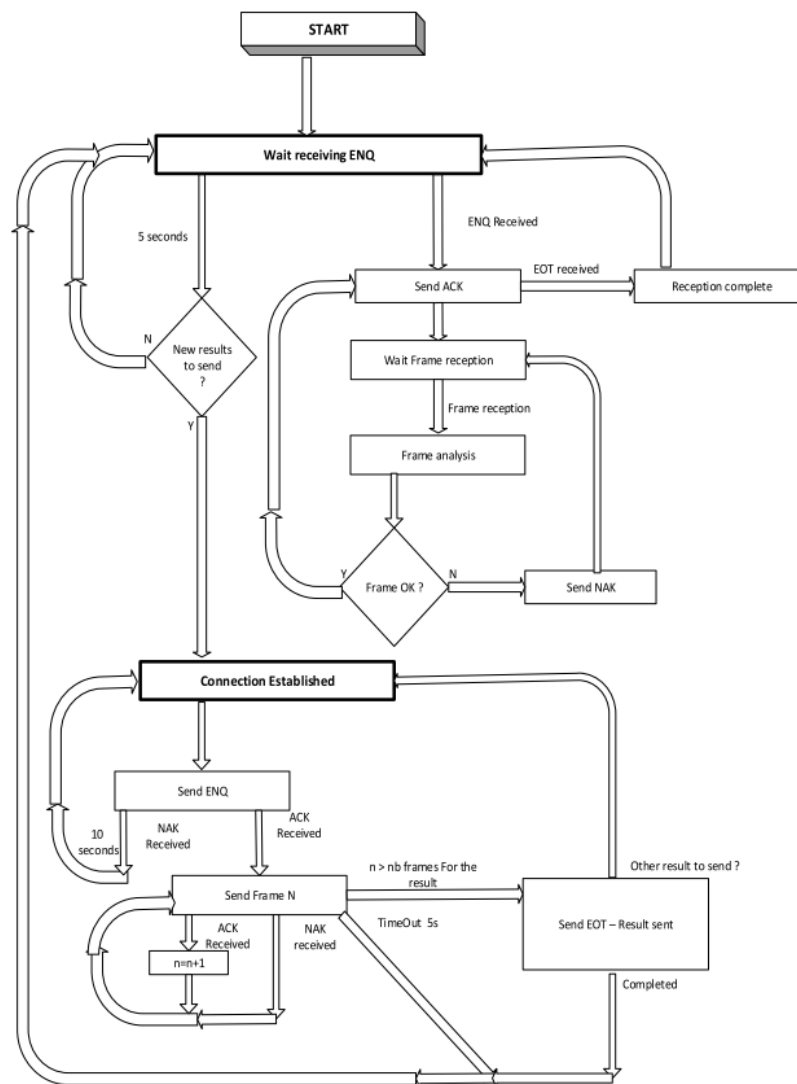 START
Wait receiving ENQ
5 seconds
ENQ Received
EOT received
Send ACK
Reception complete
N
New results
to send
?
Wait Frame reception
Frame reception
Y
Frame analysis
Y
Frame OK ?
N
Send NAK
Connection Established
Send ENQ
10
seconds
NAK
Received
ACK
Received
n > nb frames For the
result
Other result to send ?
Send Frame N
TimeOut 5s
ACK
Received
NAK
received
n=n+1
Send EOT – Result sent
Completed